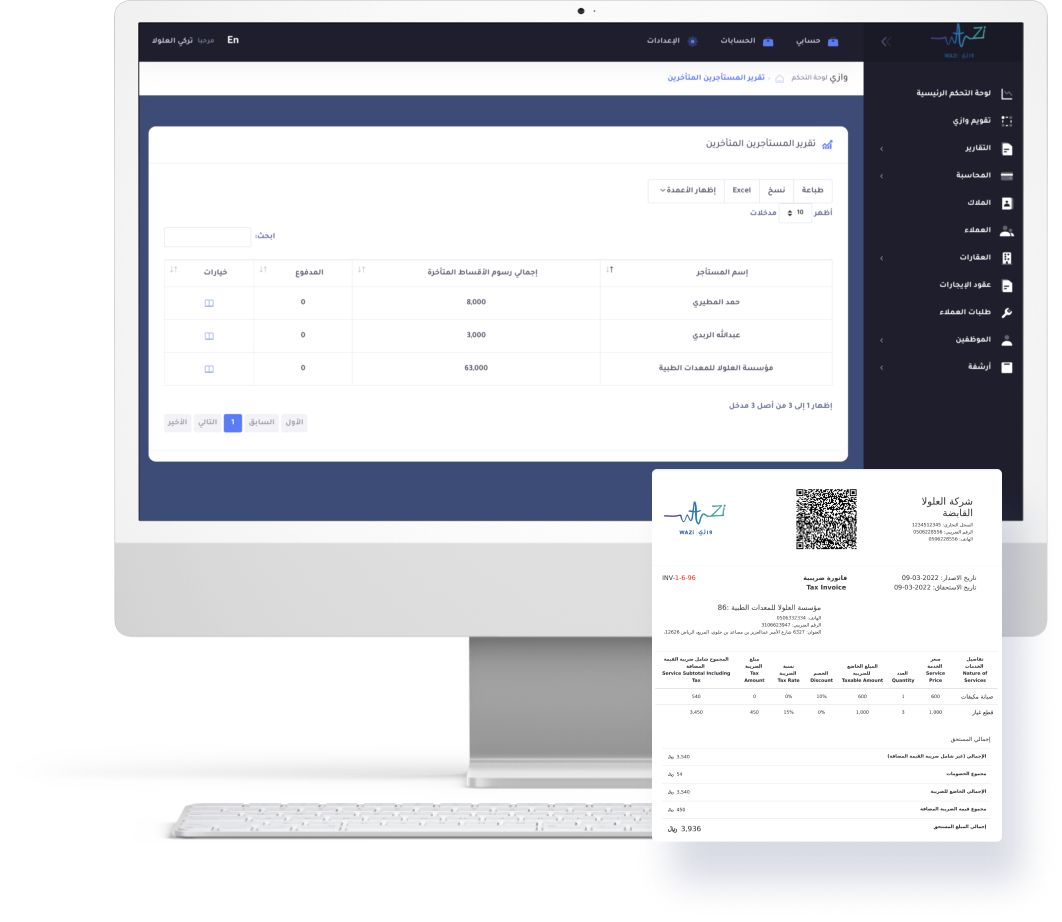 WAZI وازي
حسابي
الحسابات
الإعدادات
En مرحبا تركي العلولا
وازي لوحة التحكم - تقرير المستأجرين المتأخرين
لوحة التحكم الرئيسية
تقويم وازي
التقارير
المحاسبة
الملاك
العملاء
العقارات
عقود الإيجارات
طلبات العملاء
الموظفين
أرشفة
تقرير المستأجرين المتأخرين
طباعة نسخ Excel إظهار الأعمدة
أظهر 10 مدخلات
ابحث:
إسم المستأجر إجمالي رسوم الأقساط المتأخرة المدفوع خيارات
حمد المطيري 8,000 0
عبدالله الربدي 3,000 0
مؤسسة العلولا للمعدات الطبية 63,000 0
إظهار 1 إلى 3 من أصل 3 مدخل
الأول السابق 1 التالي الأخير
شركة العلولا
القابضة
السجل التجاري: 1234512345
الرقم الضريبي: 0506228556
الهاتف: 0506228556
WAZI وازي
تاريخ الاصدار: 2022-03-09
تاريخ الاستحقاق: 2022-03-09
فاتورة ضريبية
Tax Invoice
INV-1-6-96
مؤسسة العلولا للمعدات الطبية :86
الهاتف: 0506332334
الرقم الضريبي: 3106623947
العنوان: 6327 شارع الأمير عبدالعزيز بن مساعد بن جلوي، المربع، الرياض 12626،
تفاصيل الخدمات Nature of Services
سعر الخدمة Service Price
العدد Quantity
المبلغ الخاضع للضريبة Taxable Amount
الخصم Discount
نسبة الضريبة Tax Rate
مبلغ الضريبة Tax Amount
المجموع شامل ضريبة القيمة المضافة Service Subtotal Including Tax
صيانة مكيفات 600 1 600 10% 0% 0 540
قطع غيار 1,000 3 1,000 0% 15% 450 3,450
إجمالي المستحق
الإجمالي (غير شامل ضريبة القيمة المضافة) 3,540 ريال
مجموع الخصومات 54 ريال
الإجمالي الخاضع للضريبة 3,540 ريال
مجموع قيمة الضريبة المضافة 450 ريال
إجمالي المبلغ المستحق 3,936 ريال